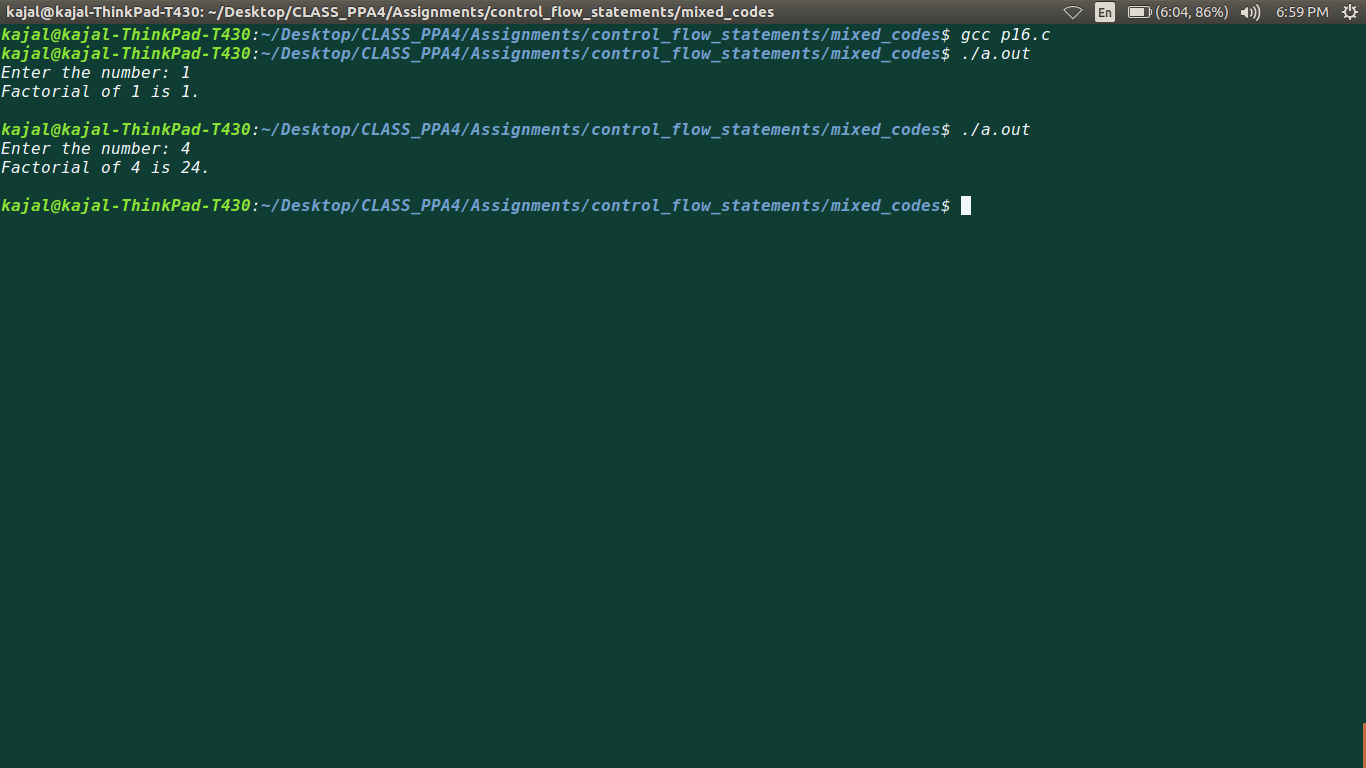 kajal@kajal-ThinkPad-T430: ~/Desktop/CLASS_PPA4/Assignments/control_flow_statements/mixed_codes En (6:04, 86%) 6:59 PM
kajal@kajal-ThinkPad-T430:~/Desktop/CLASS_PPA4/Assignments/control_flow_statements/mixed_codes$ gcc p16.c
kajal@kajal-ThinkPad-T430:~/Desktop/CLASS_PPA4/Assignments/control_flow_statements/mixed_codes$ ./a.out
Enter the number: 1
Factorial of 1 is 1.
kajal@kajal-ThinkPad-T430:~/Desktop/CLASS_PPA4/Assignments/control_flow_statements/mixed_codes$ ./a.out
Enter the number: 4
Factorial of 4 is 24.
kajal@kajal-ThinkPad-T430:~/Desktop/CLASS_PPA4/Assignments/control_flow_statements/mixed_codes$